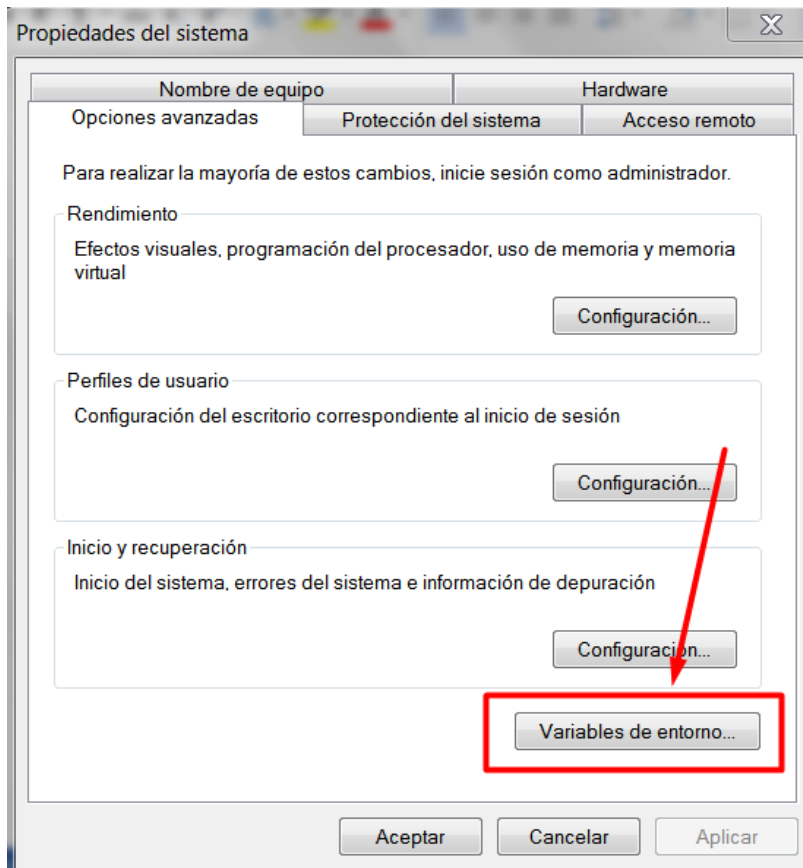 Propiedades del sistema
Nombre de equipo
Hardware
Opciones avanzadas
Protección del sistema
Acceso remoto
Para realizar la mayoría de estos cambios, inicie sesión como administrador.
Rendimiento
Efectos visuales, programación del procesador, uso de memoria y memoria
virtual
Configuración...
Perfiles de usuario
Configuración del escritorio correspondiente al inicio de sesión
Configuración...
Inicio y recuperación
Inicio del sistema, errores del sistema e información de depuración
Configuración...
Variables de entorno...
Aceptar
Cancelar
Aplicar